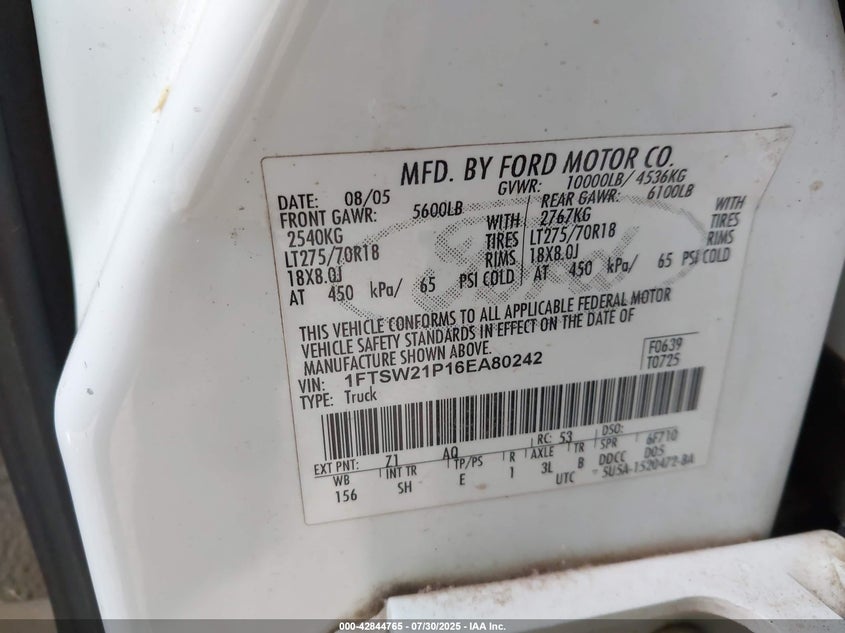 MFD. BY FORD MOTOR CO.
DATE: 08/05 GVWR: 10000LB/ 4536KG
FRONT GAWR: 5600LB REAR GAWR: 6100LB
2540KG WITH 2767KG WITH
LT275/70R18 TIRES LT275/70R18 TIRES
18X8.0J RIMS 18X8.0J RIMS
AT 450 kPa/ 65 PSI COLD AT 450 kPa/ 65 PSI COLD
THIS VEHICLE CONFORMS TO ALL APPLICABLE FEDERAL MOTOR
VEHICLE SAFETY STANDARDS IN EFFECT ON THE DATE OF
MANUFACTURE SHOWN ABOVE.
VIN: 1FTSW21P16EA80242 F0639
TYPE: Truck T0725
EXT PNT: Z1 AQ RC: 53 DSO: 6F710
WB INT TR TP/PS R AXLE TR SPR DOS
156 SH E 1 3L B DDCC
UTC 5U5A-1520472-BA
000-42844765 - 07/30/2025 - IAA Inc.